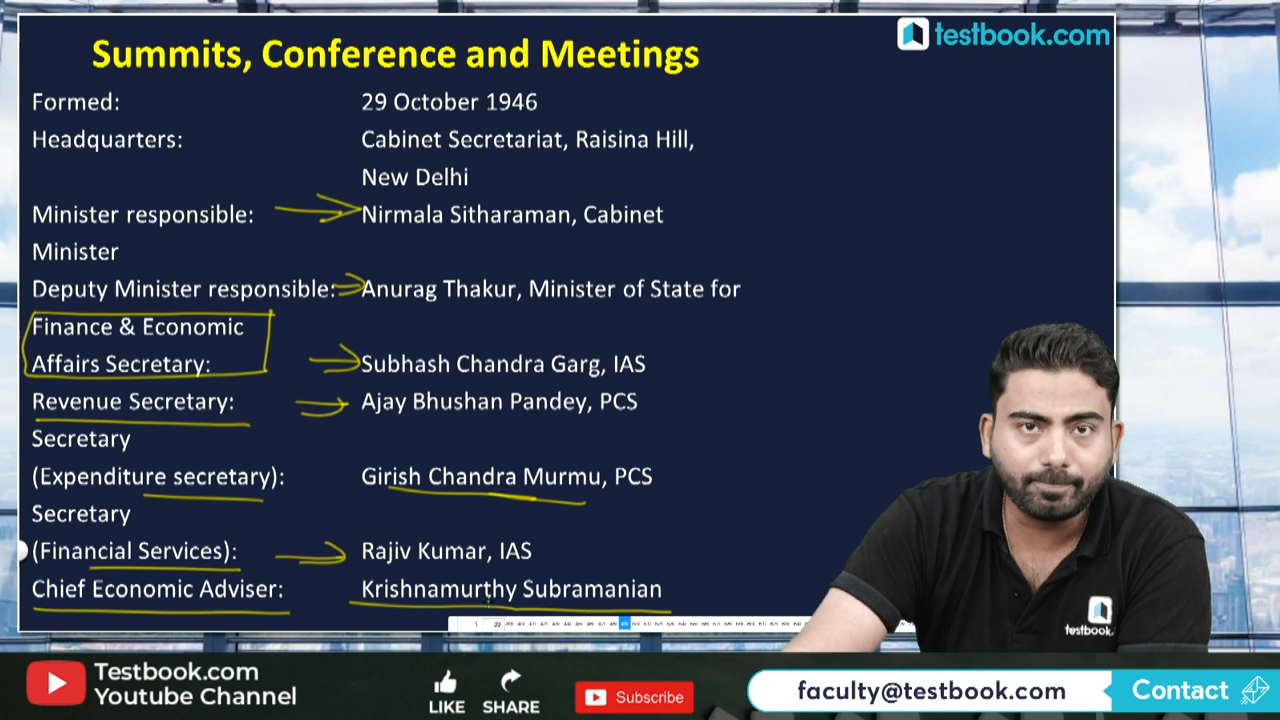 Summits, Conference and Meetings
testbook.com
Formed: 29 October 1946
Headquarters: Cabinet Secretariat, Raisina Hill,
New Delhi
Minister responsible: Nirmala Sitharaman, Cabinet
Minister
Deputy Minister responsible: Anurag Thakur, Minister of State for
Finance & Economic
Affairs Secretary: Subhash Chandra Garg, IAS
Revenue Secretary: Ajay Bhushan Pandey, PCS
Secretary
(Expenditure secretary): Girish Chandra Murmu, PCS
Secretary
(Financial Services): Rajiv Kumar, IAS
Chief Economic Adviser: Krishnamurthy Subramanian
testbook
Testbook.com
Youtube Channel
LIKE SHARE
Subscribe
faculty@testbook.com
Contact